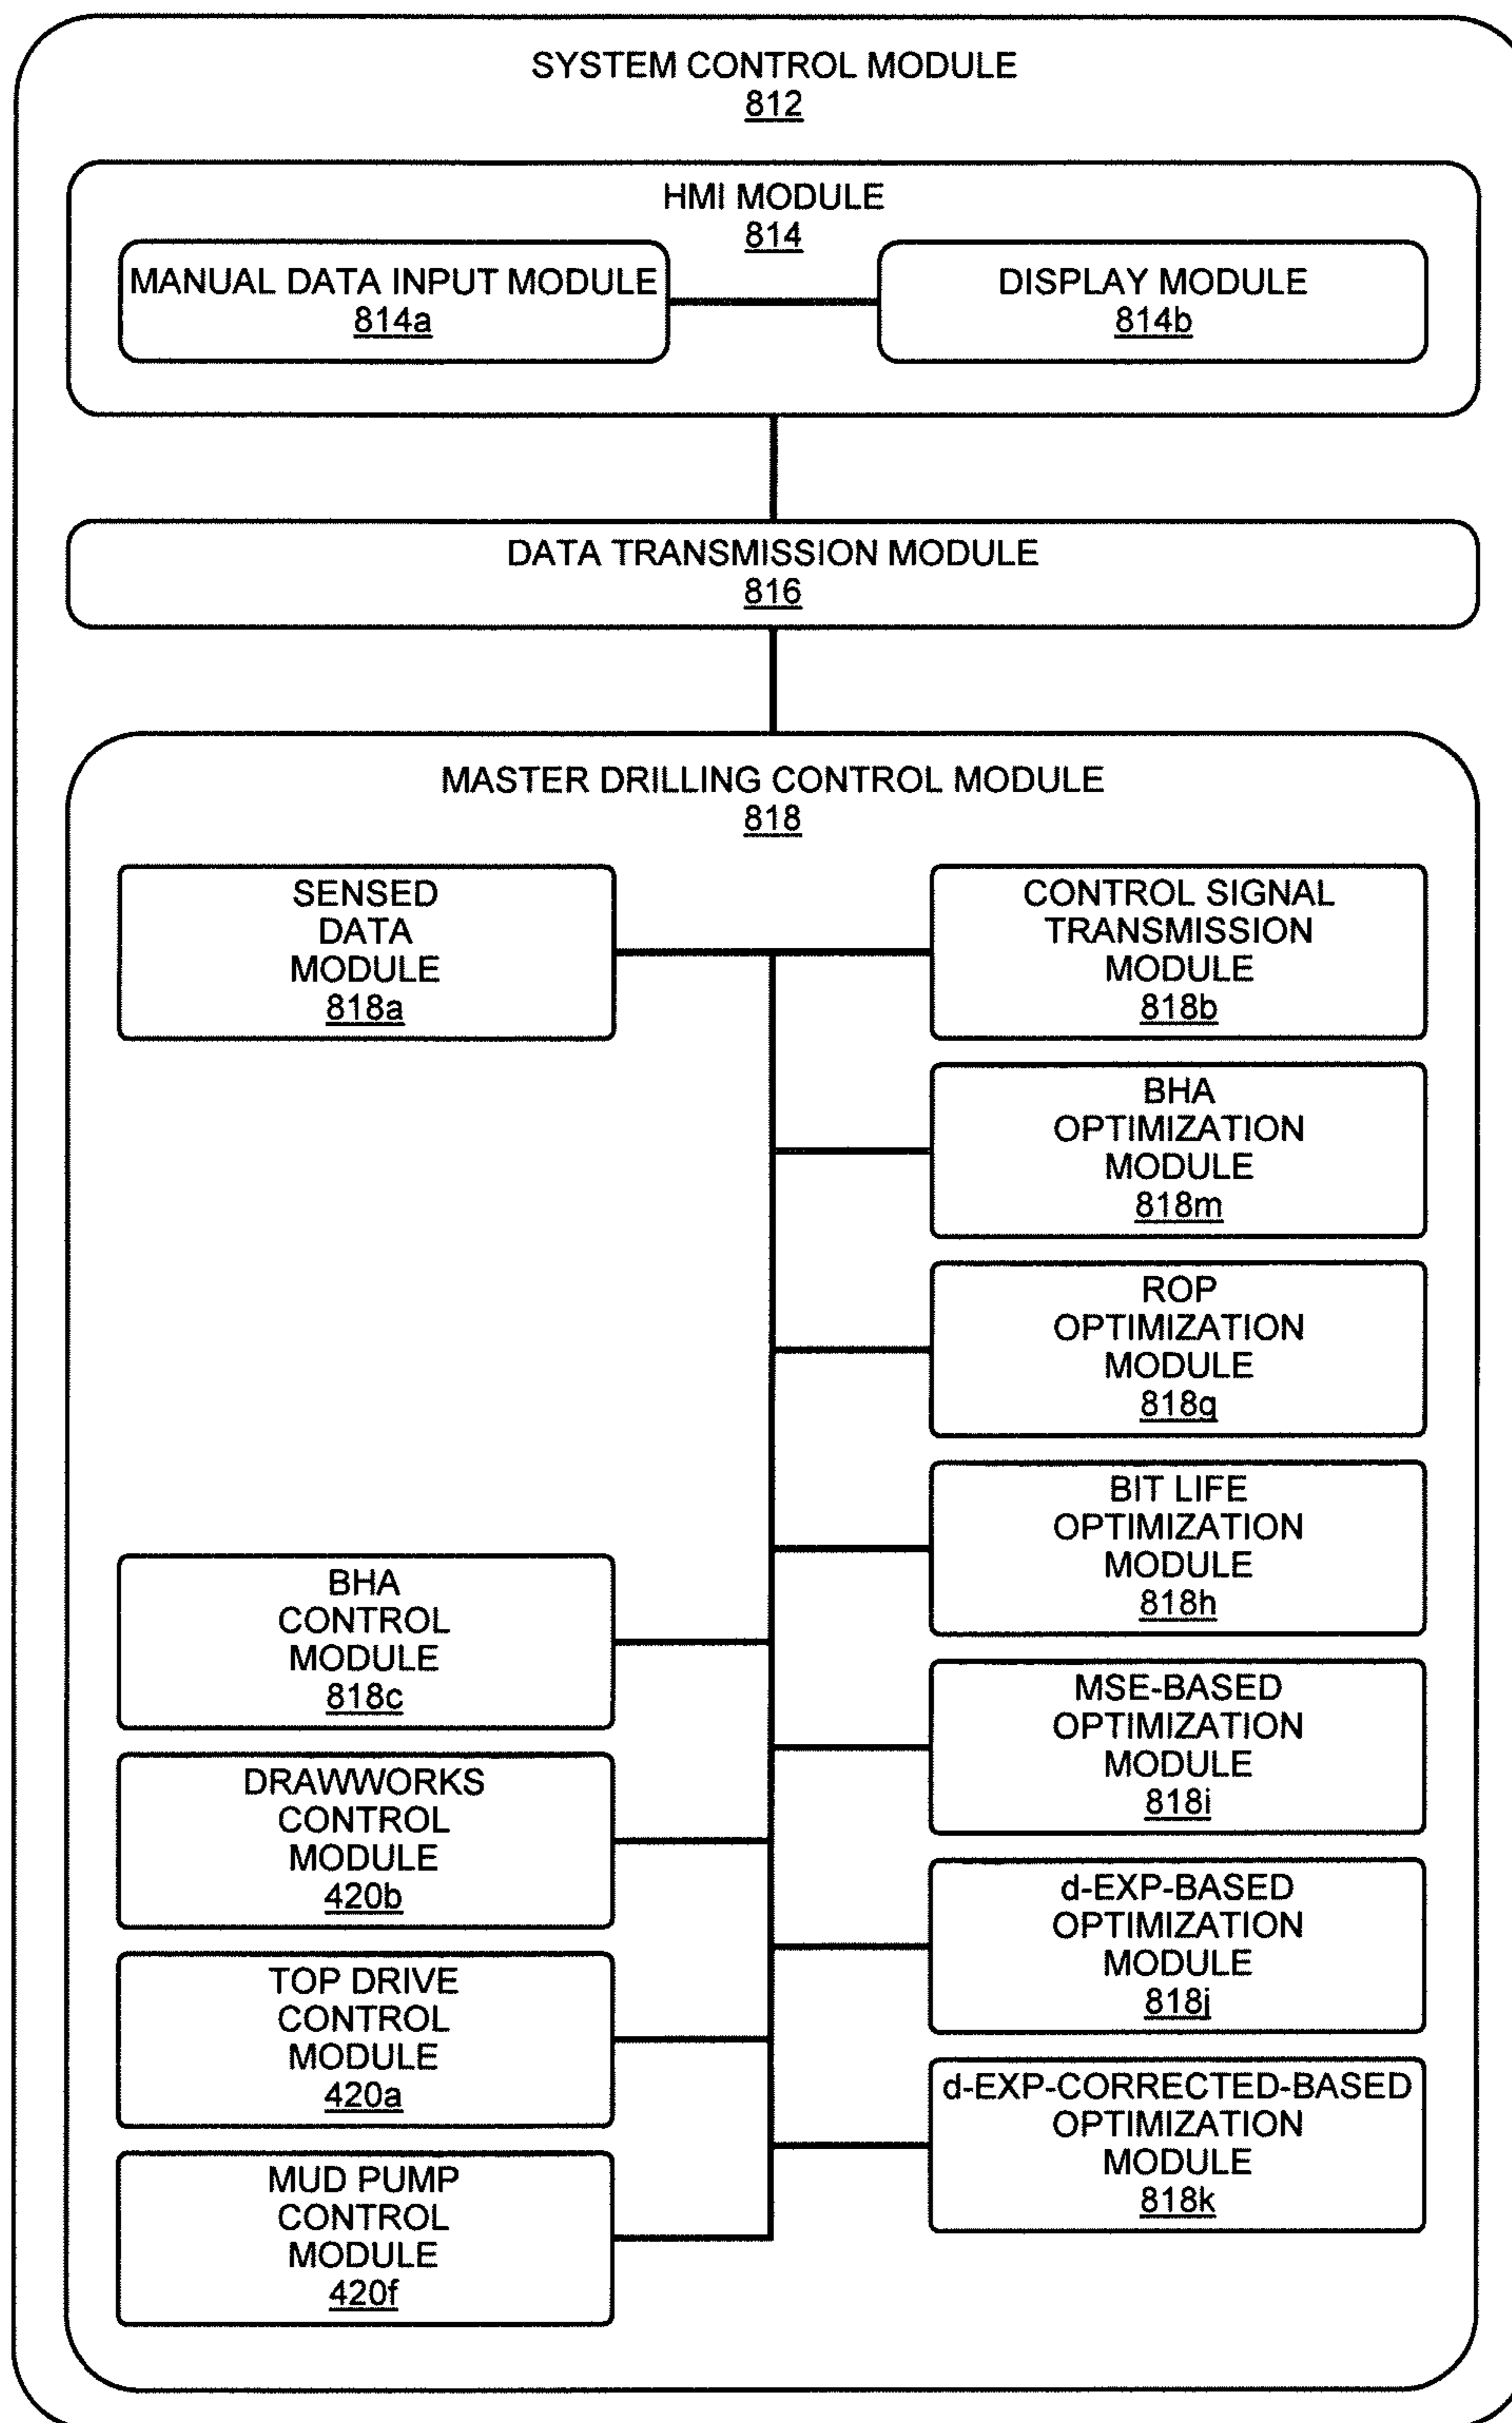 SYSTEM CONTROL MODULE
812
HMI MODULE
814
MANUAL DATA INPUT MODULE
814a
DISPLAY MODULE
814b
DATA TRANSMISSION MODULE
816
MASTER DRILLING CONTROL MODULE
818
SENSED
DATA
MODULE
818a
CONTROL SIGNAL
TRANSMISSION
MODULE
818b
BHA
OPTIMIZATION
MODULE
818m
ROP
OPTIMIZATION
MODULE
818g
BIT LIFE
OPTIMIZATION
MODULE
818h
BHA
CONTROL
MODULE
818c
MSE-BASED
OPTIMIZATION
MODULE
818i
DRAWWORKS
CONTROL
MODULE
420b
d-EXP-BASED
OPTIMIZATION
MODULE
818j
TOP DRIVE
CONTROL
MODULE
420a
d-EXP-CORRECTED-BASED
OPTIMIZATION
MODULE
818k
MUD PUMP
CONTROL
MODULE
420f